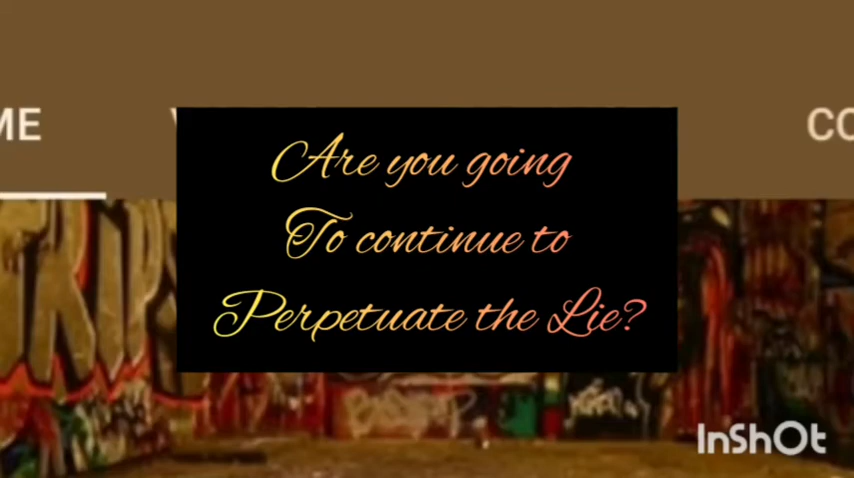 ME
CO
Are you going
To continue to
Perpetuate the Lie?
InShOt